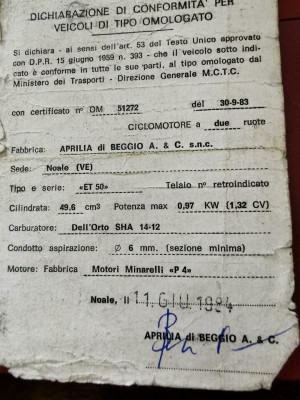 DICHIARAZIONE DI CONFORMITA' PER
VEICOLI DI TIPO OMOLOGATO
Si dichiara - ai sensi dell'art. 53 del Testo Unico approvato
con D.P.R. 15 giugno 1959 n. 393 - che il veicolo sotto indi-
cato è conforme in tutte le sue parti, al tipo omologato dal
Ministero dei Trasporti - Direzione Generale M.C.T.C.
con certificato nº DM 51272 del 30-9-83
CICLOMOTORE a due ruote
Fabbrica: APRILIA di BEGGIO A. & C. s.n.c.
Sede: Noale (VE)
Tipo e serie: «ET 50» Telaio nº retroindicato
Cilindrata: 49.6 cm³ Potenza max 0,97 KW (1,32 CV)
Carburatore: Dell'Orto SHA 14-12
Condotto aspirazione: Ø 6 mm. (sezione minima)
Motore: Fabbrica Motori Minarelli «P 4»
Noale, li 11 GIU 1984
APRILIA di BEGGIO A. & C.